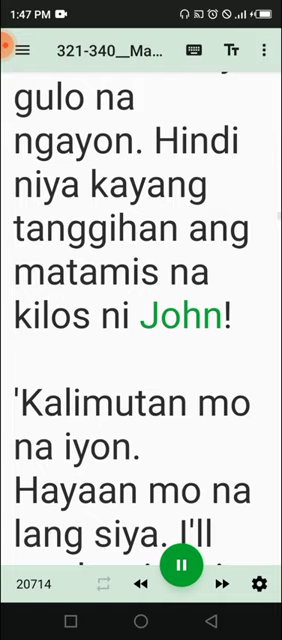 1:47 PM
321-340__Ma...
Tт
gulo na
ngayon. Hindi
niya kayang
tanggihan ang
matamis na
kilos ni John!
'Kalimutan mo
na iyon.
Hayaan mo na
lang siya. I'll
20714